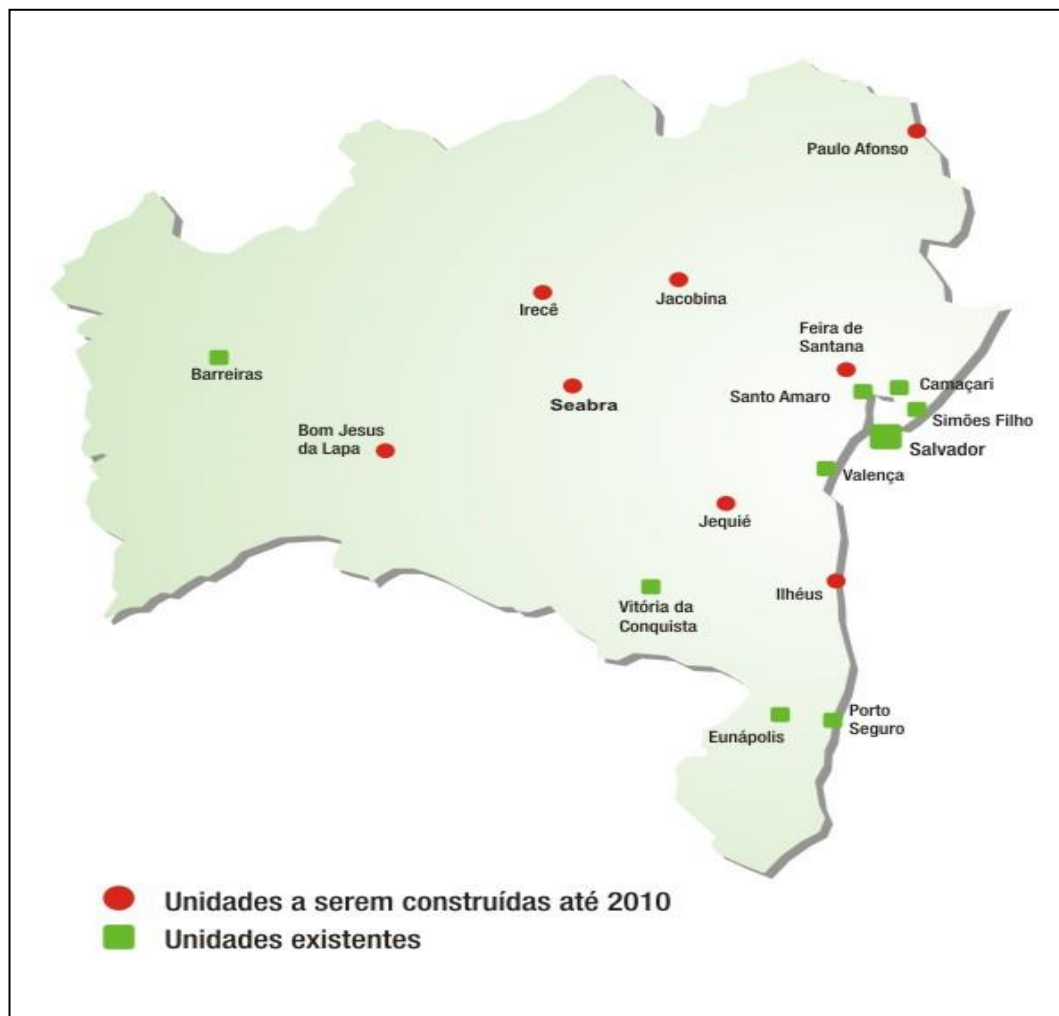 Paulo Afonso
Jacobina
Irecê
Feira de
Santana
Barreiras
Camaçari
Santo Amaro
Seabra
Simões Filho
Bom Jesus
da Lapa
Salvador
Valença
Jequié
Ilhéus
Vitória da
Conquista
Porto
Seguro
Eunápolis
Unidades a serem construídas até 2010
Unidades existentes